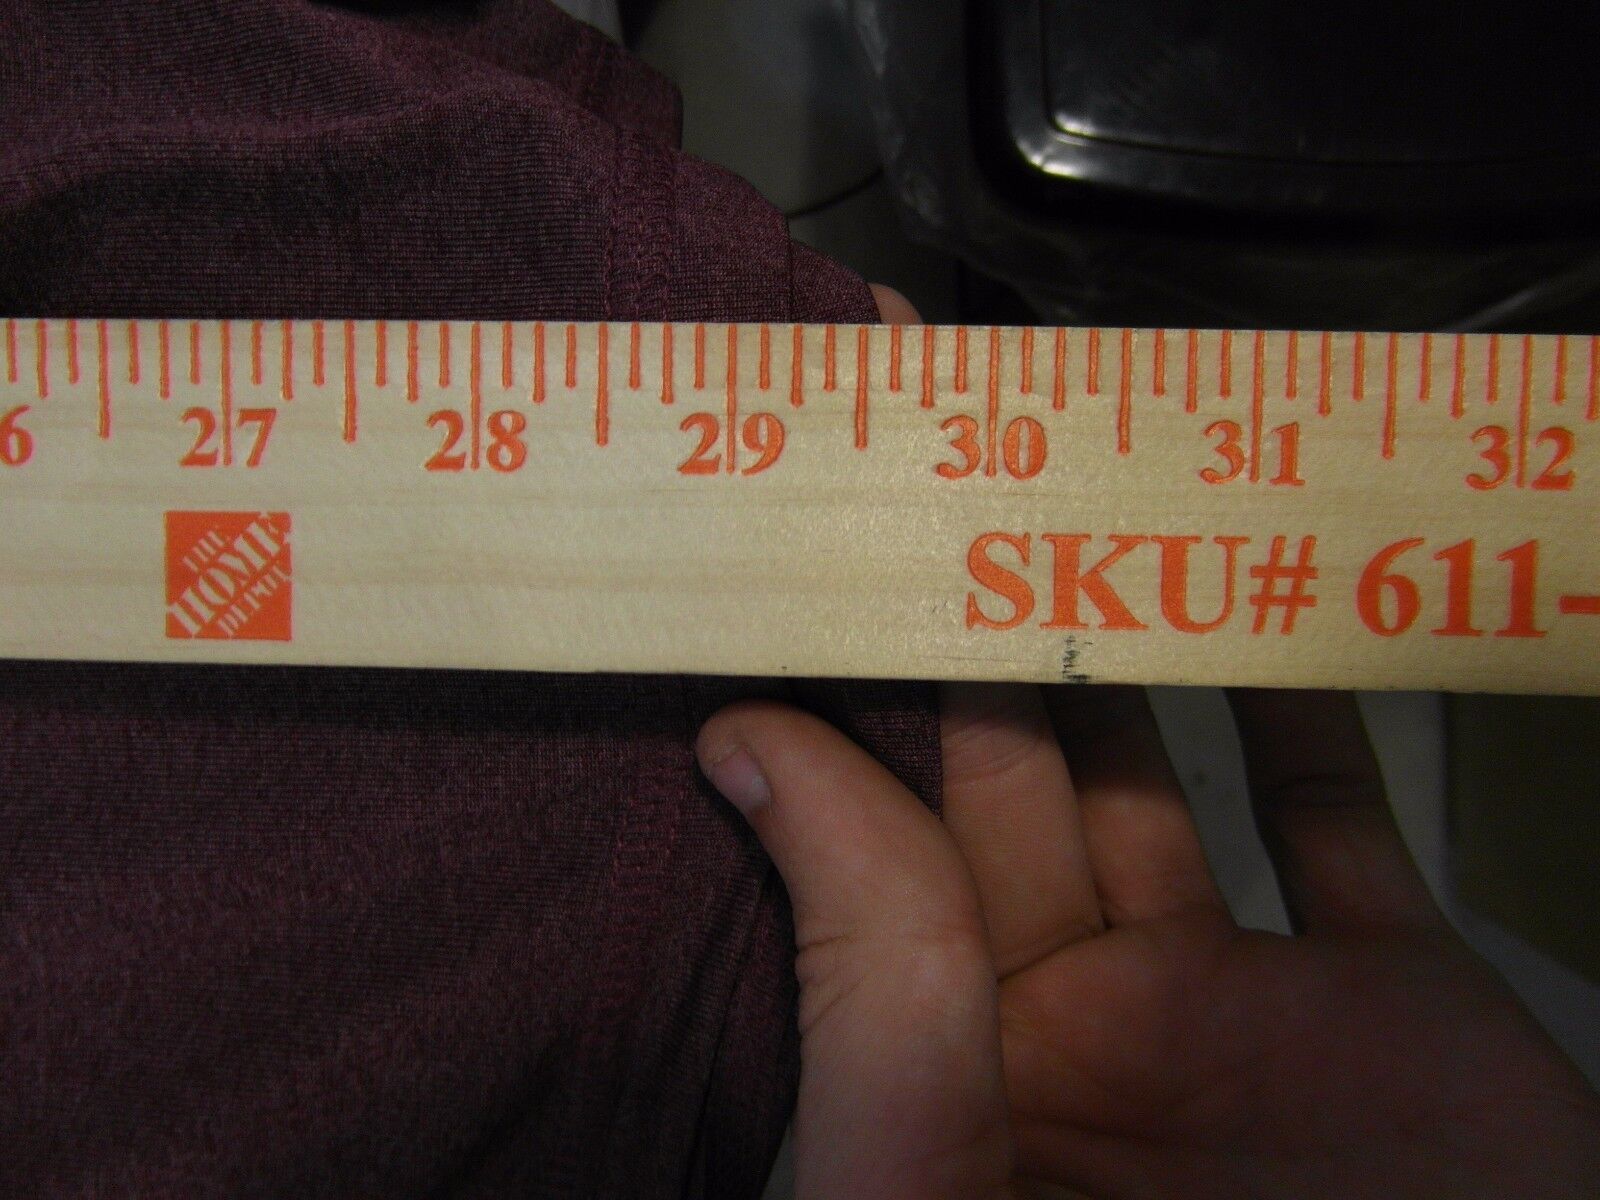 6 27 28 29 30 31 32
THE HOME DEPOT
SKU# 611-